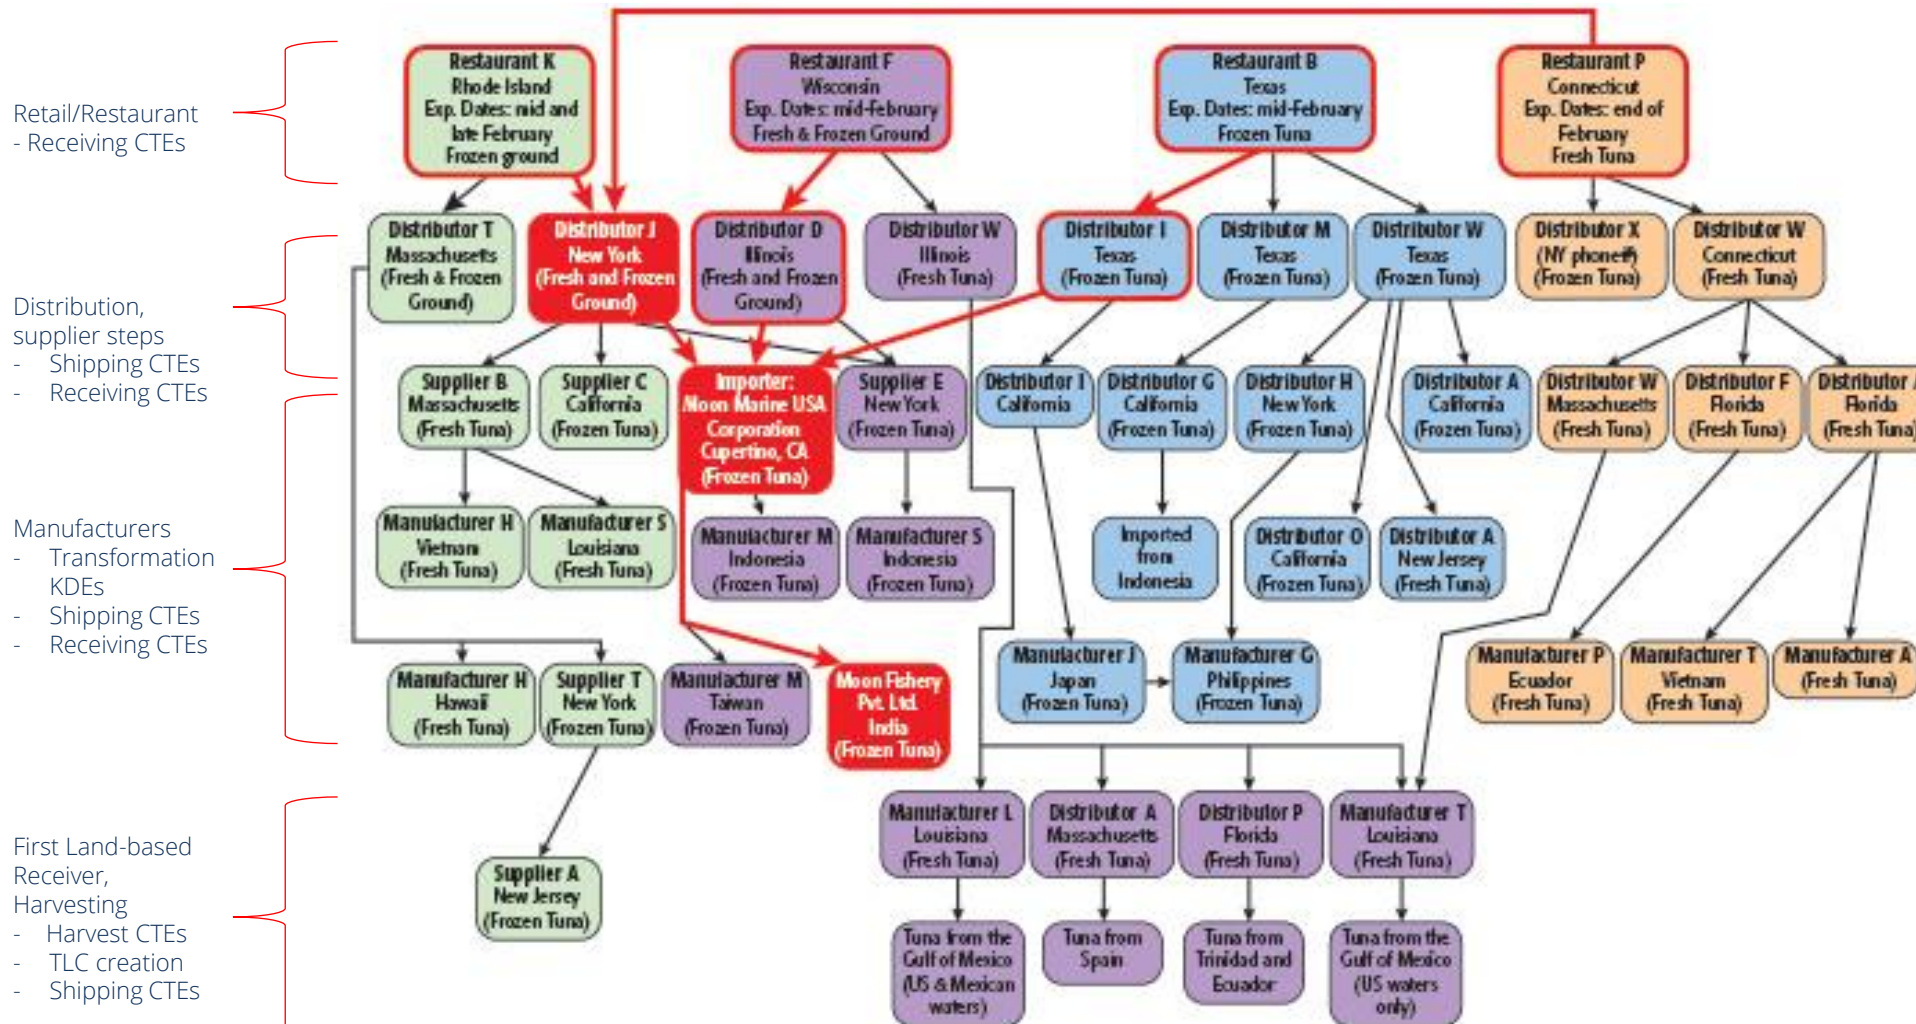 Retail/Restaurant
- Receiving CTEs
Distribution,
supplier steps
- Shipping CTEs
- Receiving CTEs
Manufacturers
- Transformation
KDEs
- Shipping CTEs
- Receiving CTEs
First Land-based
Receiver,
Harvesting
- Harvest CTEs
- TLC creation
- Shipping CTEs
Restaurant K
Rhode Island
Exp. Dates: mid and
late February
Frozen ground
Restaurant F
Wisconsin
Exp. Dates: mid-February
Fresh & Frozen Ground
Restaurant B
Texas
Exp. Dates: mid-February
Frozen Tuna
Restaurant P
Connecticut
Exp. Dates: end of
February
Fresh Tuna
Distributor T
Massachusetts
(Fresh & Frozen
Ground)
Distributor J
New York
(Fresh and Frozen
Ground)
Distributor D
Illinois
(Fresh and Frozen
Ground)
Distributor W
Illinois
(Fresh Tuna)
Distributor I
Texas
(Frozen Tuna)
Distributor M
Texas
(Frozen Tuna)
Distributor W
Texas
(Frozen Tuna)
Distributor X
(NY phone#)
(Frozen Tuna)
Distributor W
Connecticut
(Fresh Tuna)
Supplier B
Massachusetts
(Fresh Tuna)
Supplier C
California
(Frozen Tuna)
Importer:
Moon Marine USA
Corporation
Cupertino, CA
(Frozen Tuna)
Supplier E
New York
(Frozen Tuna)
Distributor I
California
Distributor G
California
(Frozen Tuna)
Distributor H
New York
(Frozen Tuna)
Distributor A
California
(Frozen Tuna)
Distributor W
Massachusetts
(Fresh Tuna)
Distributor F
Florida
(Fresh Tuna)
Distributor
Florida
(Fresh Tuna)
Manufacturer H
Vietnam
(Fresh Tuna)
Manufacturer S
Louisiana
(Fresh Tuna)
Manufacturer M
Indonesia
(Frozen Tuna)
Manufacturer S
Indonesia
(Frozen Tuna)
Imported
from
Indonesia
Distributor O
California
(Frozen Tuna)
Distributor A
New Jersey
(Fresh Tuna)
Manufacturer H
Hawaii
(Fresh Tuna)
Supplier T
New York
(Frozen Tuna)
Manufacturer M
Taiwan
(Frozen Tuna)
Moon Fishery
Pvt. Ltd.
India
(Frozen Tuna)
Manufacturer J
Japan
(Frozen Tuna)
Manufacturer G
Philippines
(Frozen Tuna)
Manufacturer P
Ecuador
(Fresh Tuna)
Manufacturer T
Vietnam
(Fresh Tuna)
Manufacturer A
(Fresh Tuna)
Supplier A
New Jersey
(Frozen Tuna)
Manufacturer L
Louisiana
(Fresh Tuna)
Distributor A
Massachusetts
(Fresh Tuna)
Distributor P
Florida
(Fresh Tuna)
Manufacturer T
Louisiana
(Fresh Tuna)
Tuna from the
Gulf of Mexico
(US & Mexican
waters)
Tuna from
Spain
Tuna from
Trinidad and
Ecuador
Tuna from the
Gulf of Mexico
(US waters
only)